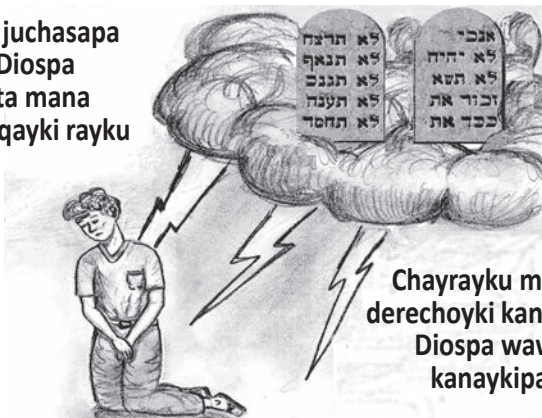 juchasapa
Diospa
ta mana
qayki rayku
אנכי
לא יהיה
לא תשא
זכור את
כבד את
לא תרצח
לא תנאף
לא תגנב
לא תענה
לא תחמד
Chayrayku
derechoyki kan
Diospa
kanaykipa